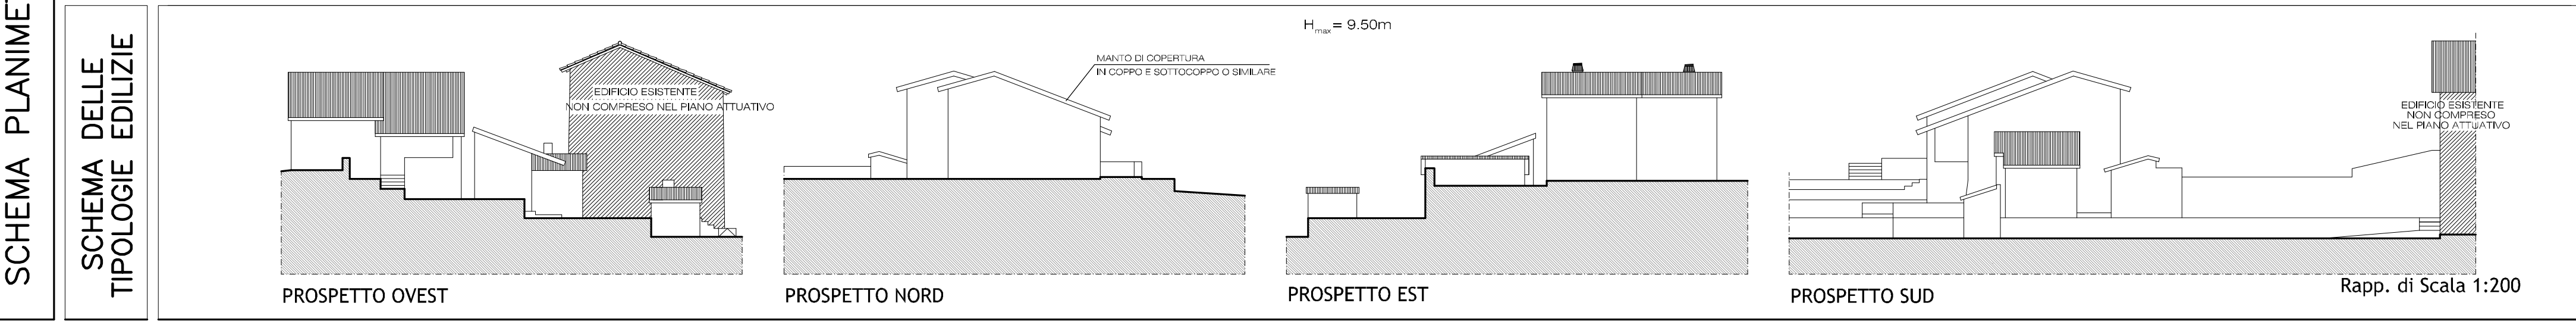 SCHEMA PLANIME
SCHEMA DELLE
TIPOLOGIE EDILIZIE
Hmax= 9.50m
EDIFICIO ESISTENTE
NON COMPRESO NEL PIANO ATTUATIVO
MANTO DI COPERTURA
IN COPPO E SOTTOCOPPO O SIMILARE
EDIFICIO ESISTENTE
NON COMPRESO
NEL PIANO ATTUATIVO
PROSPETTO OVEST
PROSPETTO NORD
PROSPETTO EST
PROSPETTO SUD
Rapp. di Scala 1:200